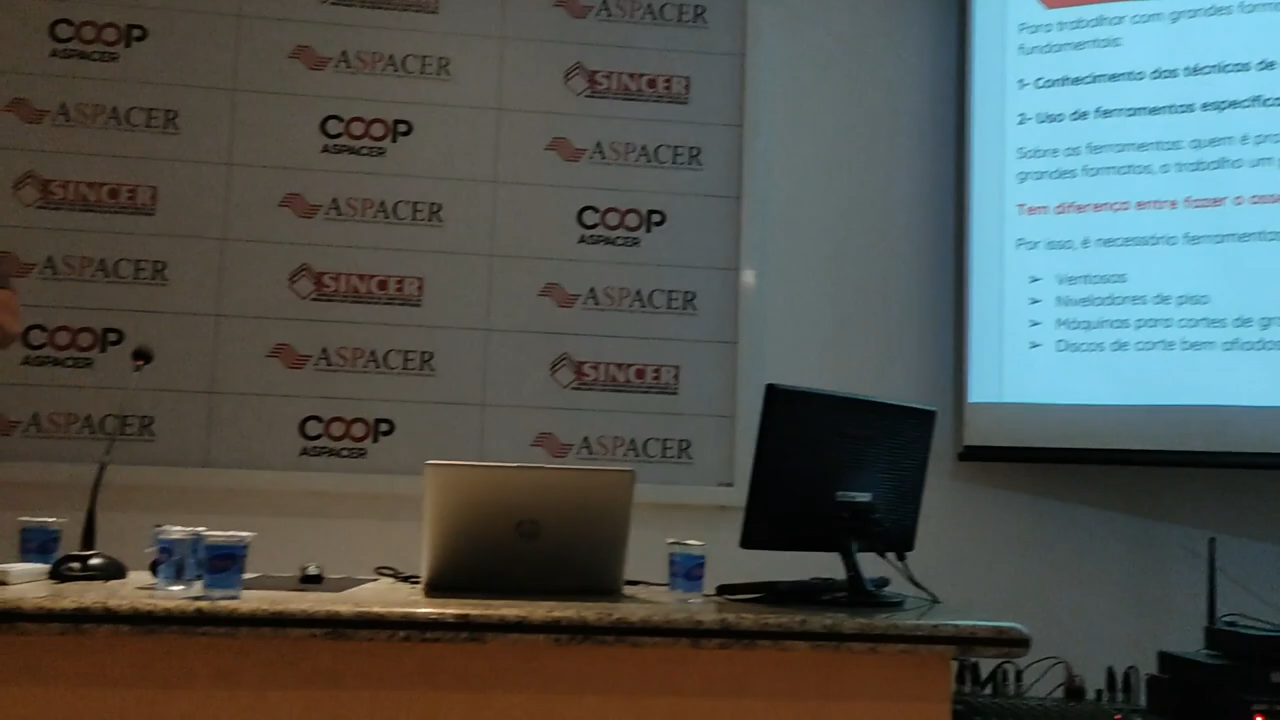 SINCER
ASPACER
COOP
ASPACER
ASPACER
SINCER
ASPACER
COOP
ASPACER
ASPACER
SINCER
ASPACER
COOP
ASPACER
ASPACER
SINCER
ASPACER
COOP
ASPACER
ASPACER
SINCER
ASPACER
COOP
ASPACER
ASPACER
Para trabalhar com grandes
fundamentais:
1- Conhecimento das técnicas de
2- Uso de ferramentas
Sobre as ferramentas: quem é
grandes formatos, o trabalho um
Tem diferença entre fazer o
Por isso, é necessário ferramentas
➤ Ventosas
➤ Niveladores de piso
➤ Máquinas para cortes de
➤ Discos de corte bem afiados